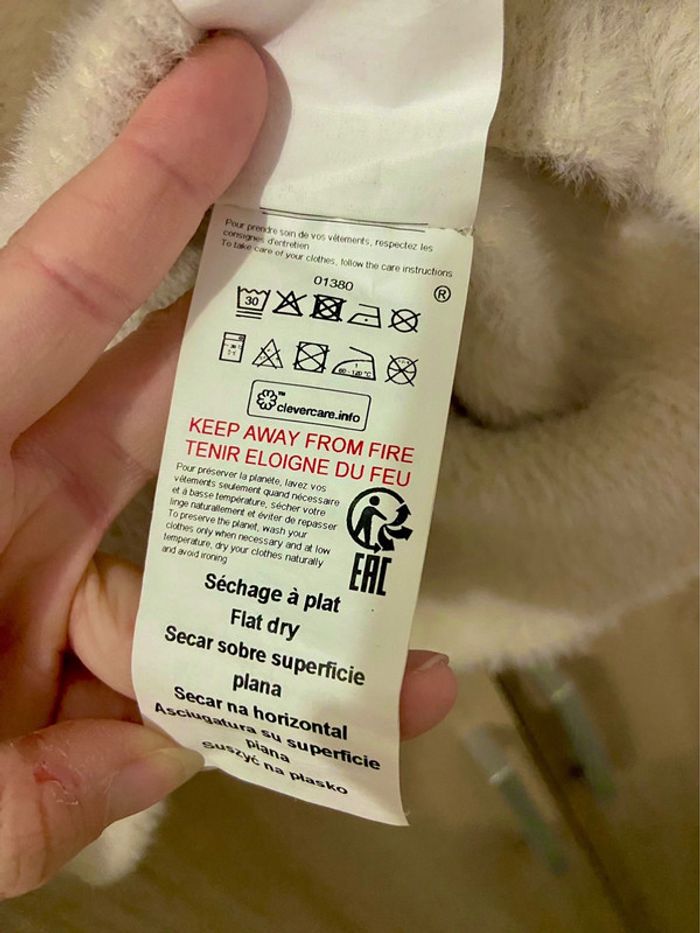 Pour prendre soin de vos vêtements, respectez les
consignes d'entretien
To take care of your clothes, follow the care instructions
01380
®
30
60 - 120 °C
™
clevercare.info
KEEP AWAY FROM FIRE
TENIR ELOIGNE DU FEU
Pour préserver la planète, lavez vos
vêtements seulement quand nécessaire
et à basse température, sécher votre
linge naturellement et éviter de repasser
To preserve the planet, wash your
clothes only when necessary and at low
temperature, dry your clothes naturally
and avoid ironing
EAC
Séchage à plat
Flat dry
Secar sobre superficie
plana
Secar na horizontal
Asciugatura su superficie
piana
Suszyć na płasko